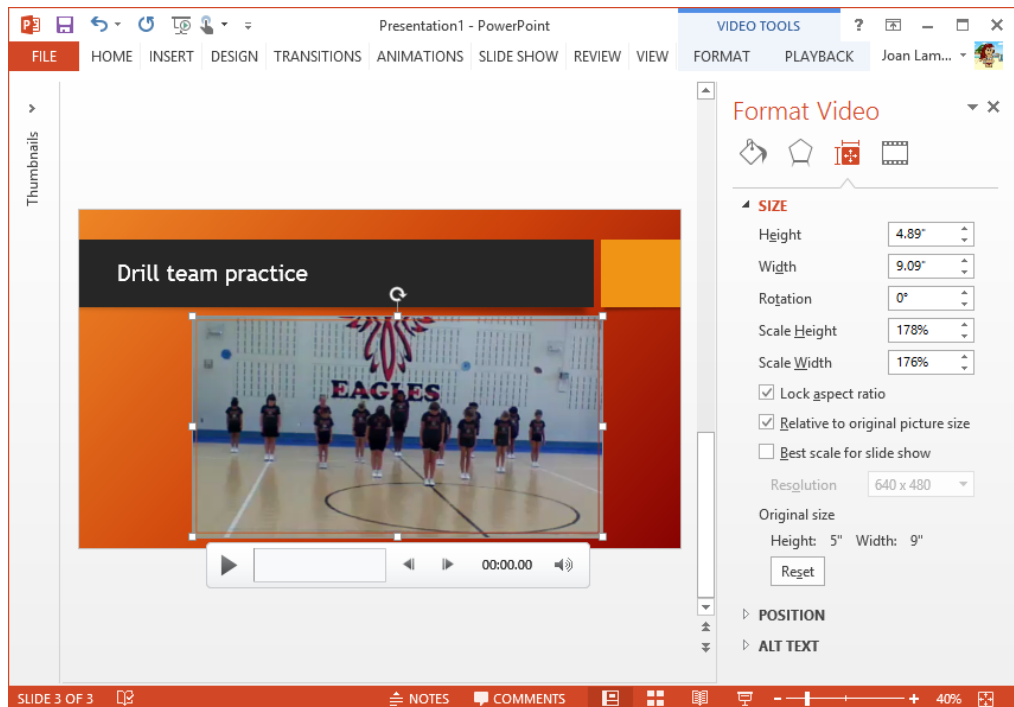 Presentation1 - PowerPoint
VIDEO TOOLS
?
FILE HOME INSERT DESIGN TRANSITIONS ANIMATIONS SLIDE SHOW REVIEW VIEW FORMAT PLAYBACK Joan Lam...
Thumbnails
Drill team practice
EAGLES
00:00.00
Format Video
SIZE
Height 4.89"
Width 9.09"
Rotation 0°
Scale Height 178%
Scale Width 176%
Lock aspect ratio
Relative to original picture size
Best scale for slide show
Resolution 640 x 480
Original size
Height: 5" Width: 9"
Reset
POSITION
ALT TEXT
SLIDE 3 OF 3 NOTES COMMENTS 40%